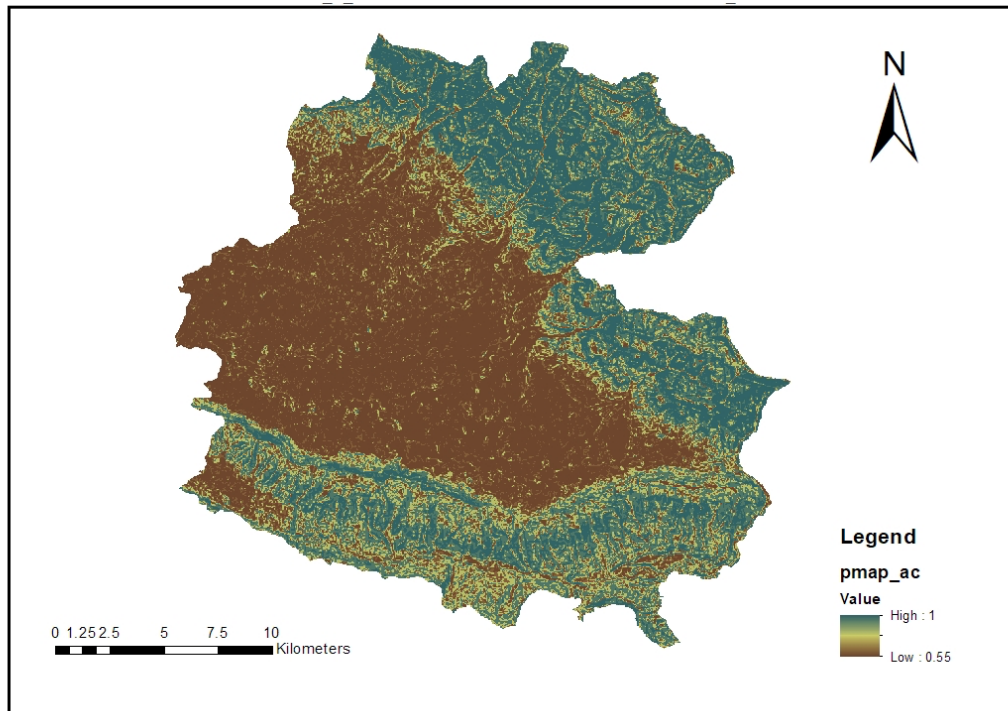 N
Legend
pmap_ac
Value
High : 1
Low : 0.55
0 1.25 2.5 5 7.5 10
Kilometers